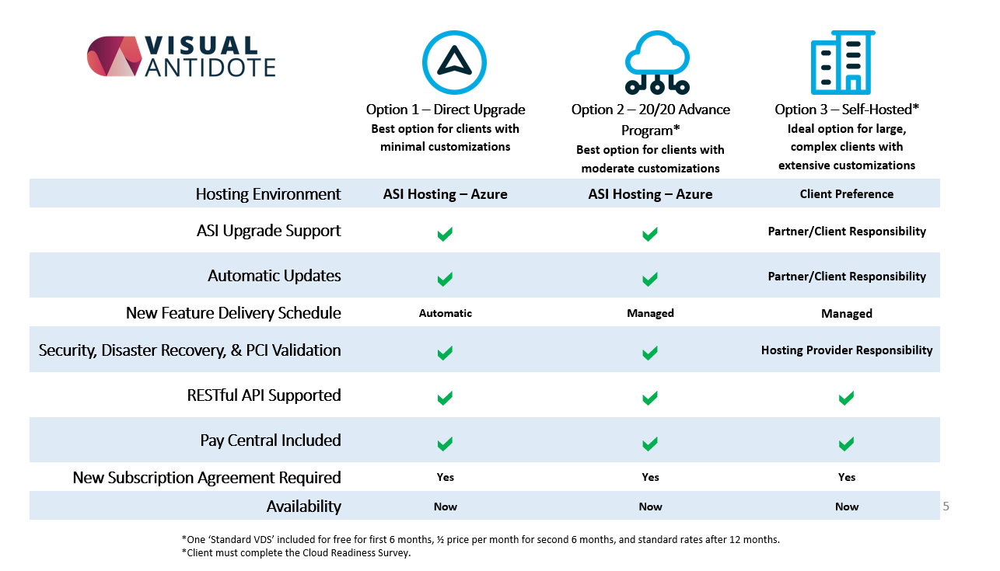 VISUAL
ANTIDOTE
Option 1 – Direct Upgrade
Best option for clients with
minimal customizations
Option 2 – 20/20 Advance
Program*
Best option for clients with
moderate customizations
Option 3 – Self-Hosted*
Ideal option for large,
complex clients with
extensive customizations
Hosting Environment ASI Hosting – Azure ASI Hosting – Azure Client Preference
ASI Upgrade Support Partner/Client Responsibility
Automatic Updates Partner/Client Responsibility
New Feature Delivery Schedule Automatic Managed Managed
Security, Disaster Recovery, & PCI Validation Hosting Provider Responsibility
RESTful API Supported
Pay Central Included
New Subscription Agreement Required Yes Yes Yes
Availability Now Now Now
5
*One ‘Standard VDS’ included for free for first 6 months, ½ price per month for second 6 months, and standard rates after 12 months.
*Client must complete the Cloud Readiness Survey.